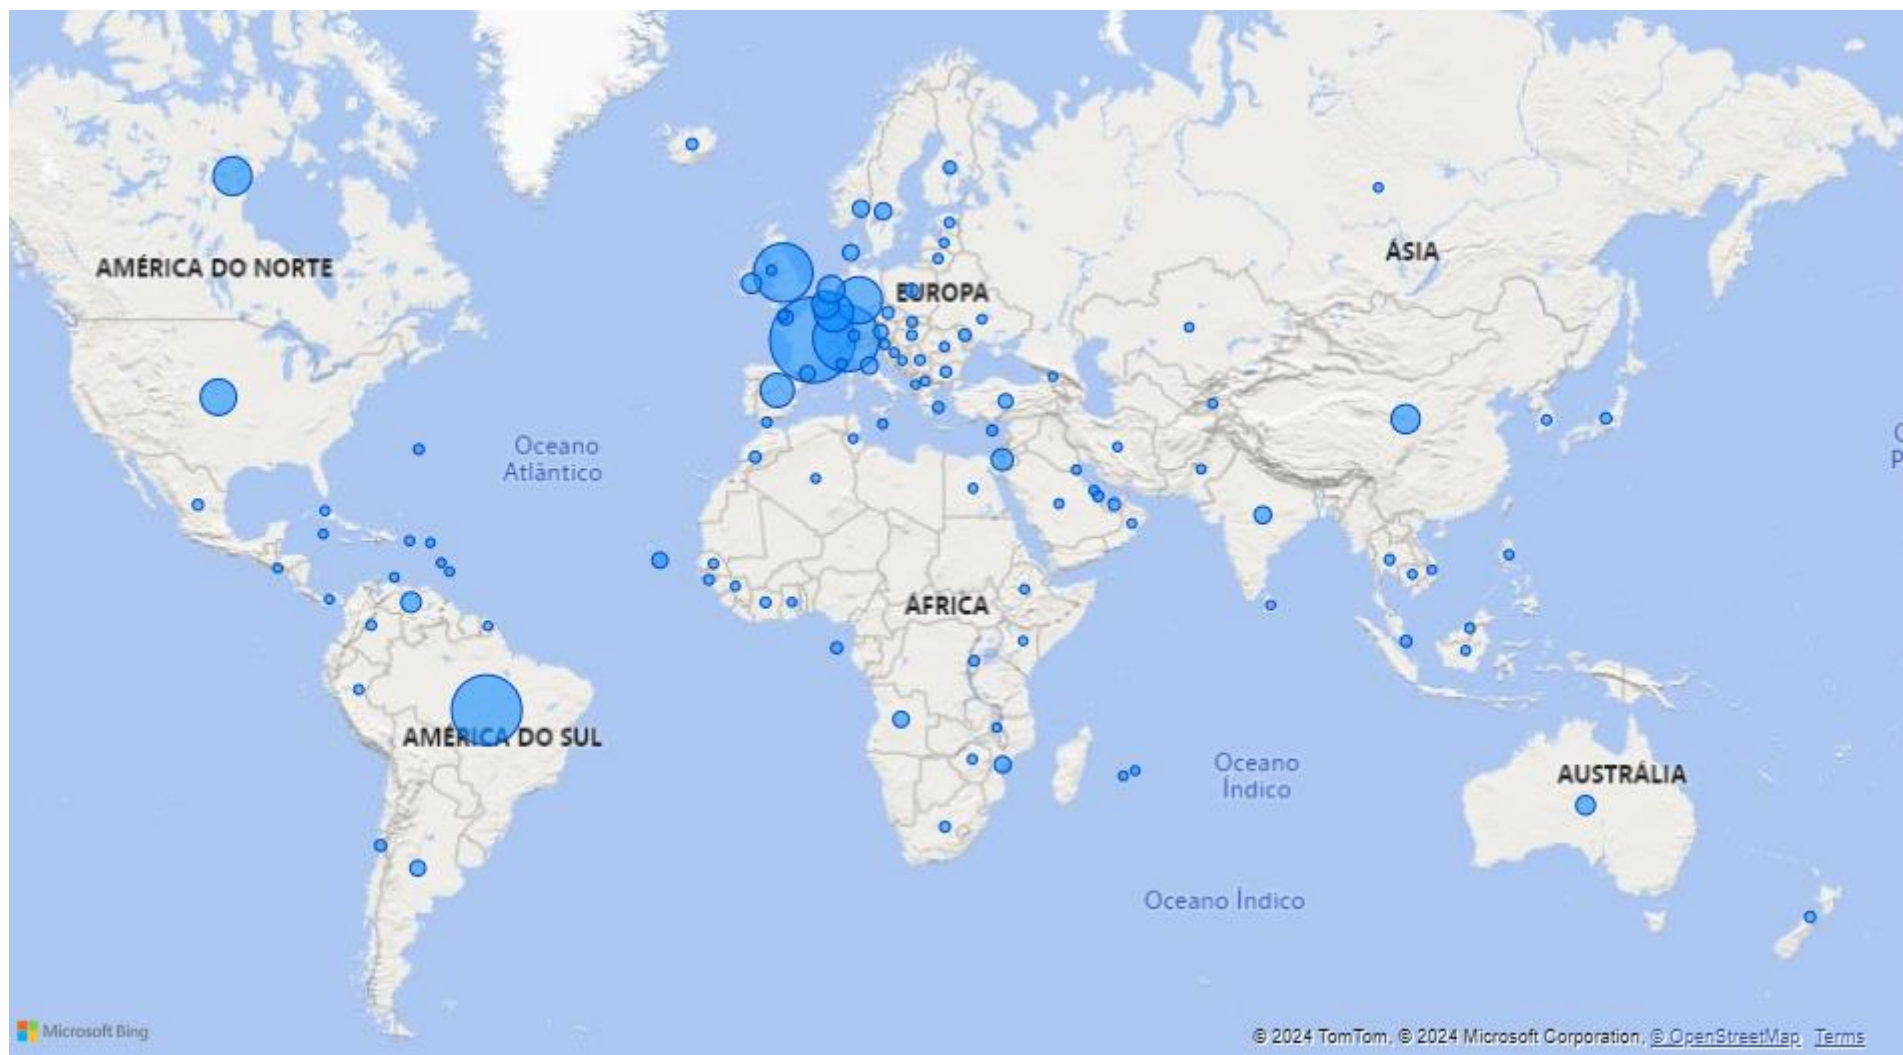 AMÉRICA DO NORTE
ÁSIA
EUROPA
Oceano
Atlântico
ÁFRICA
AMÉRICA DO SUL
Oceano
Índico
AUSTRÁLIA
Oceano Índico
Microsoft Bing
© 2024 TomTom, © 2024 Microsoft Corporation, © OpenStreetMap Terms